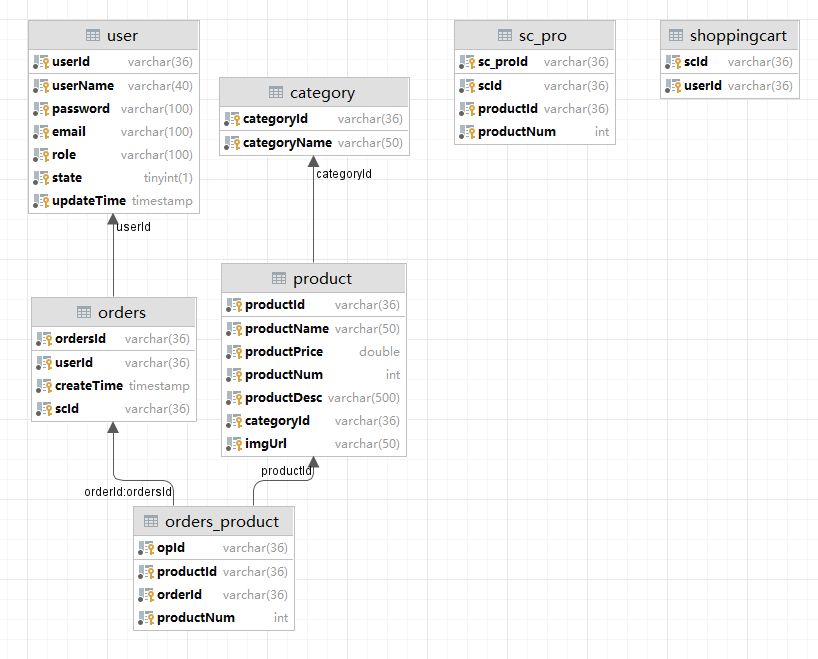 user
userId varchar(36)
userName varchar(40)
password varchar(100)
email varchar(100)
role varchar(100)
state tinyint(1)
updateTime timestamp
userId
category
categoryId varchar(36)
categoryName varchar(50)
categoryId
sc_pro
sc_proId varchar(36)
scId varchar(36)
productId varchar(36)
productNum int
shoppingcart
scId varchar(36)
userId varchar(36)
orders
ordersId varchar(36)
userId varchar(36)
createTime timestamp
scId varchar(36)
orderId:ordersId
product
productId varchar(36)
productName varchar(50)
productPrice double
productNum int
productDesc varchar(500)
categoryId varchar(36)
imgUrl varchar(50)
productId
orders_product
opId varchar(36)
productId varchar(36)
orderId varchar(36)
productNum int